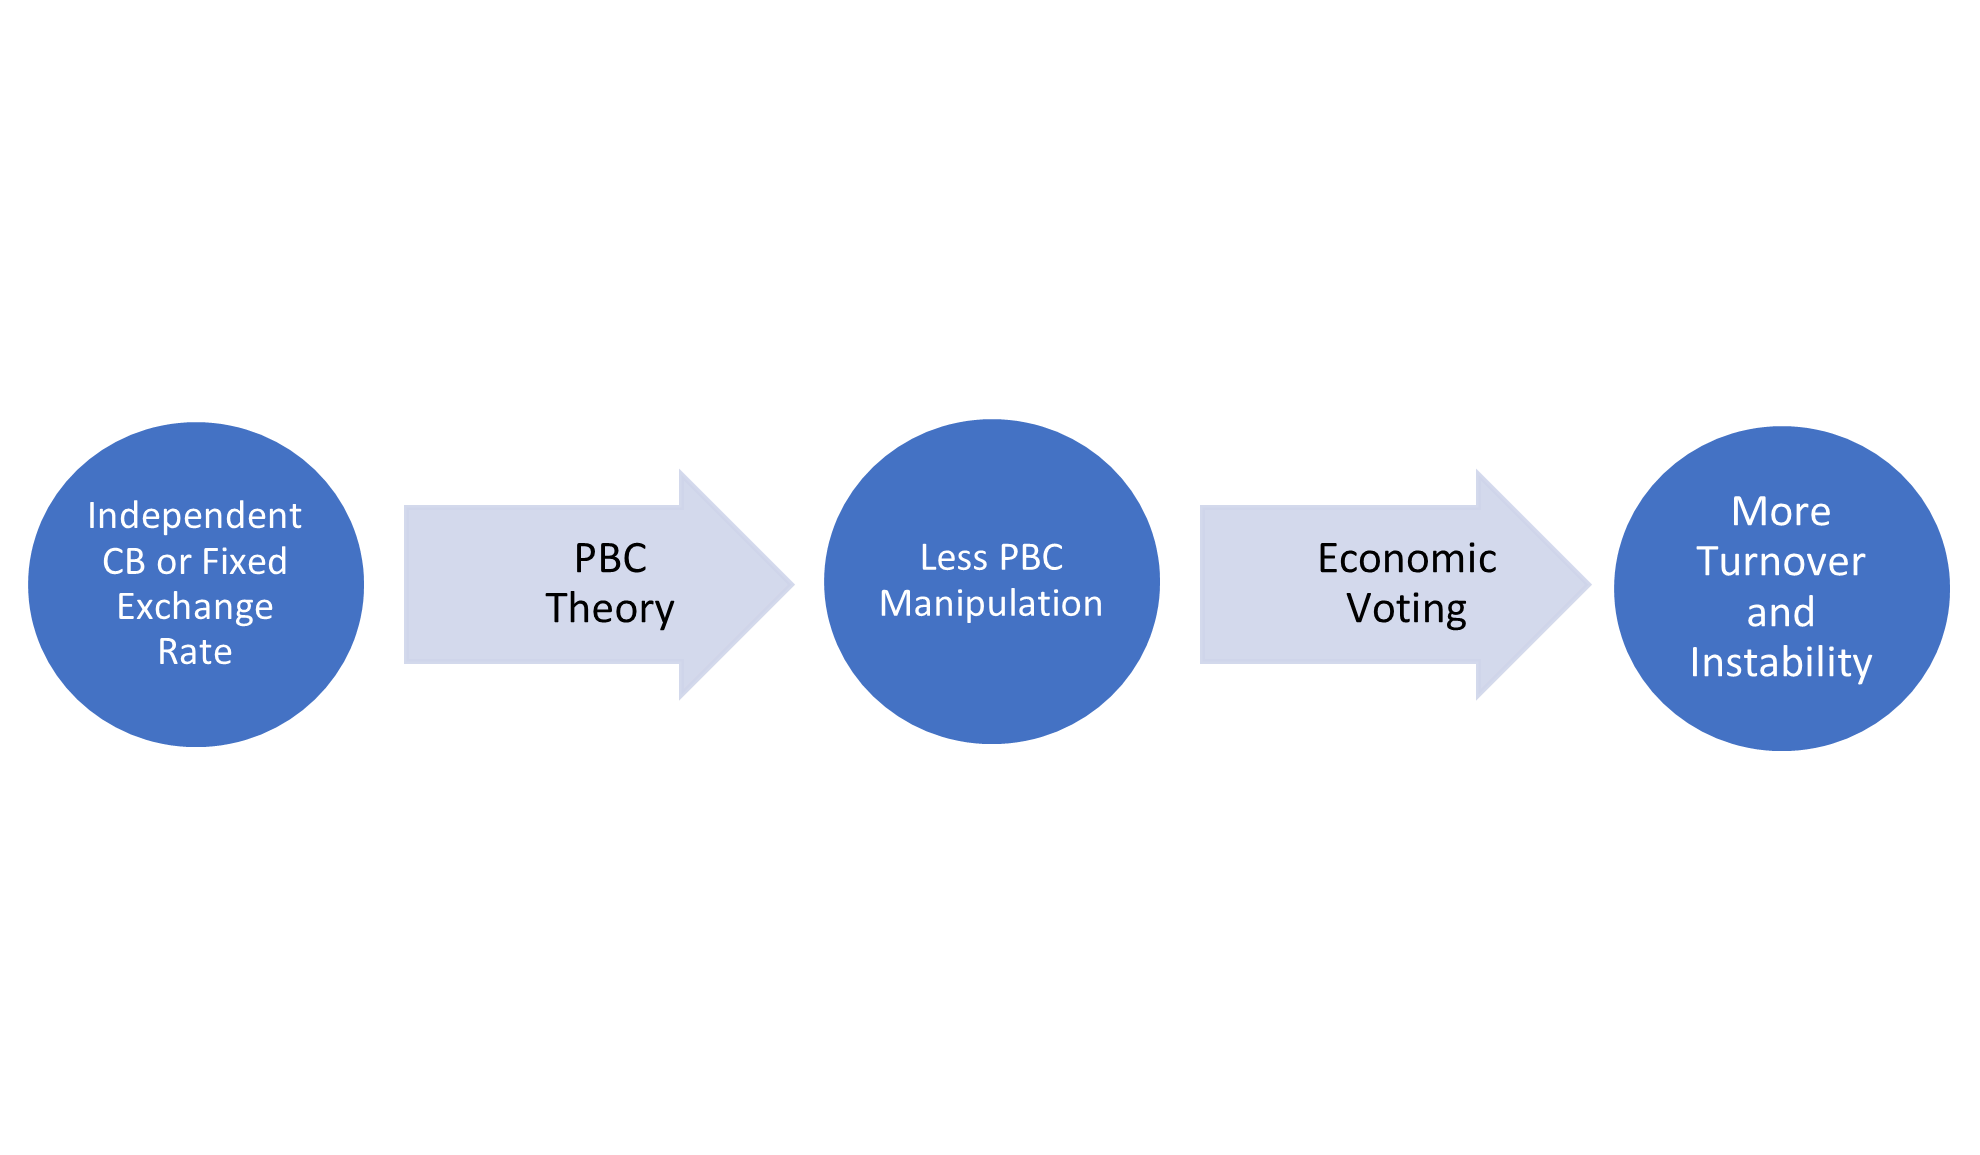 Independent
CB or Fixed
Exchange
Rate
PBC
Theory
Less PBC
Manipulation
Economic
Voting
More
Turnover
and
Instability